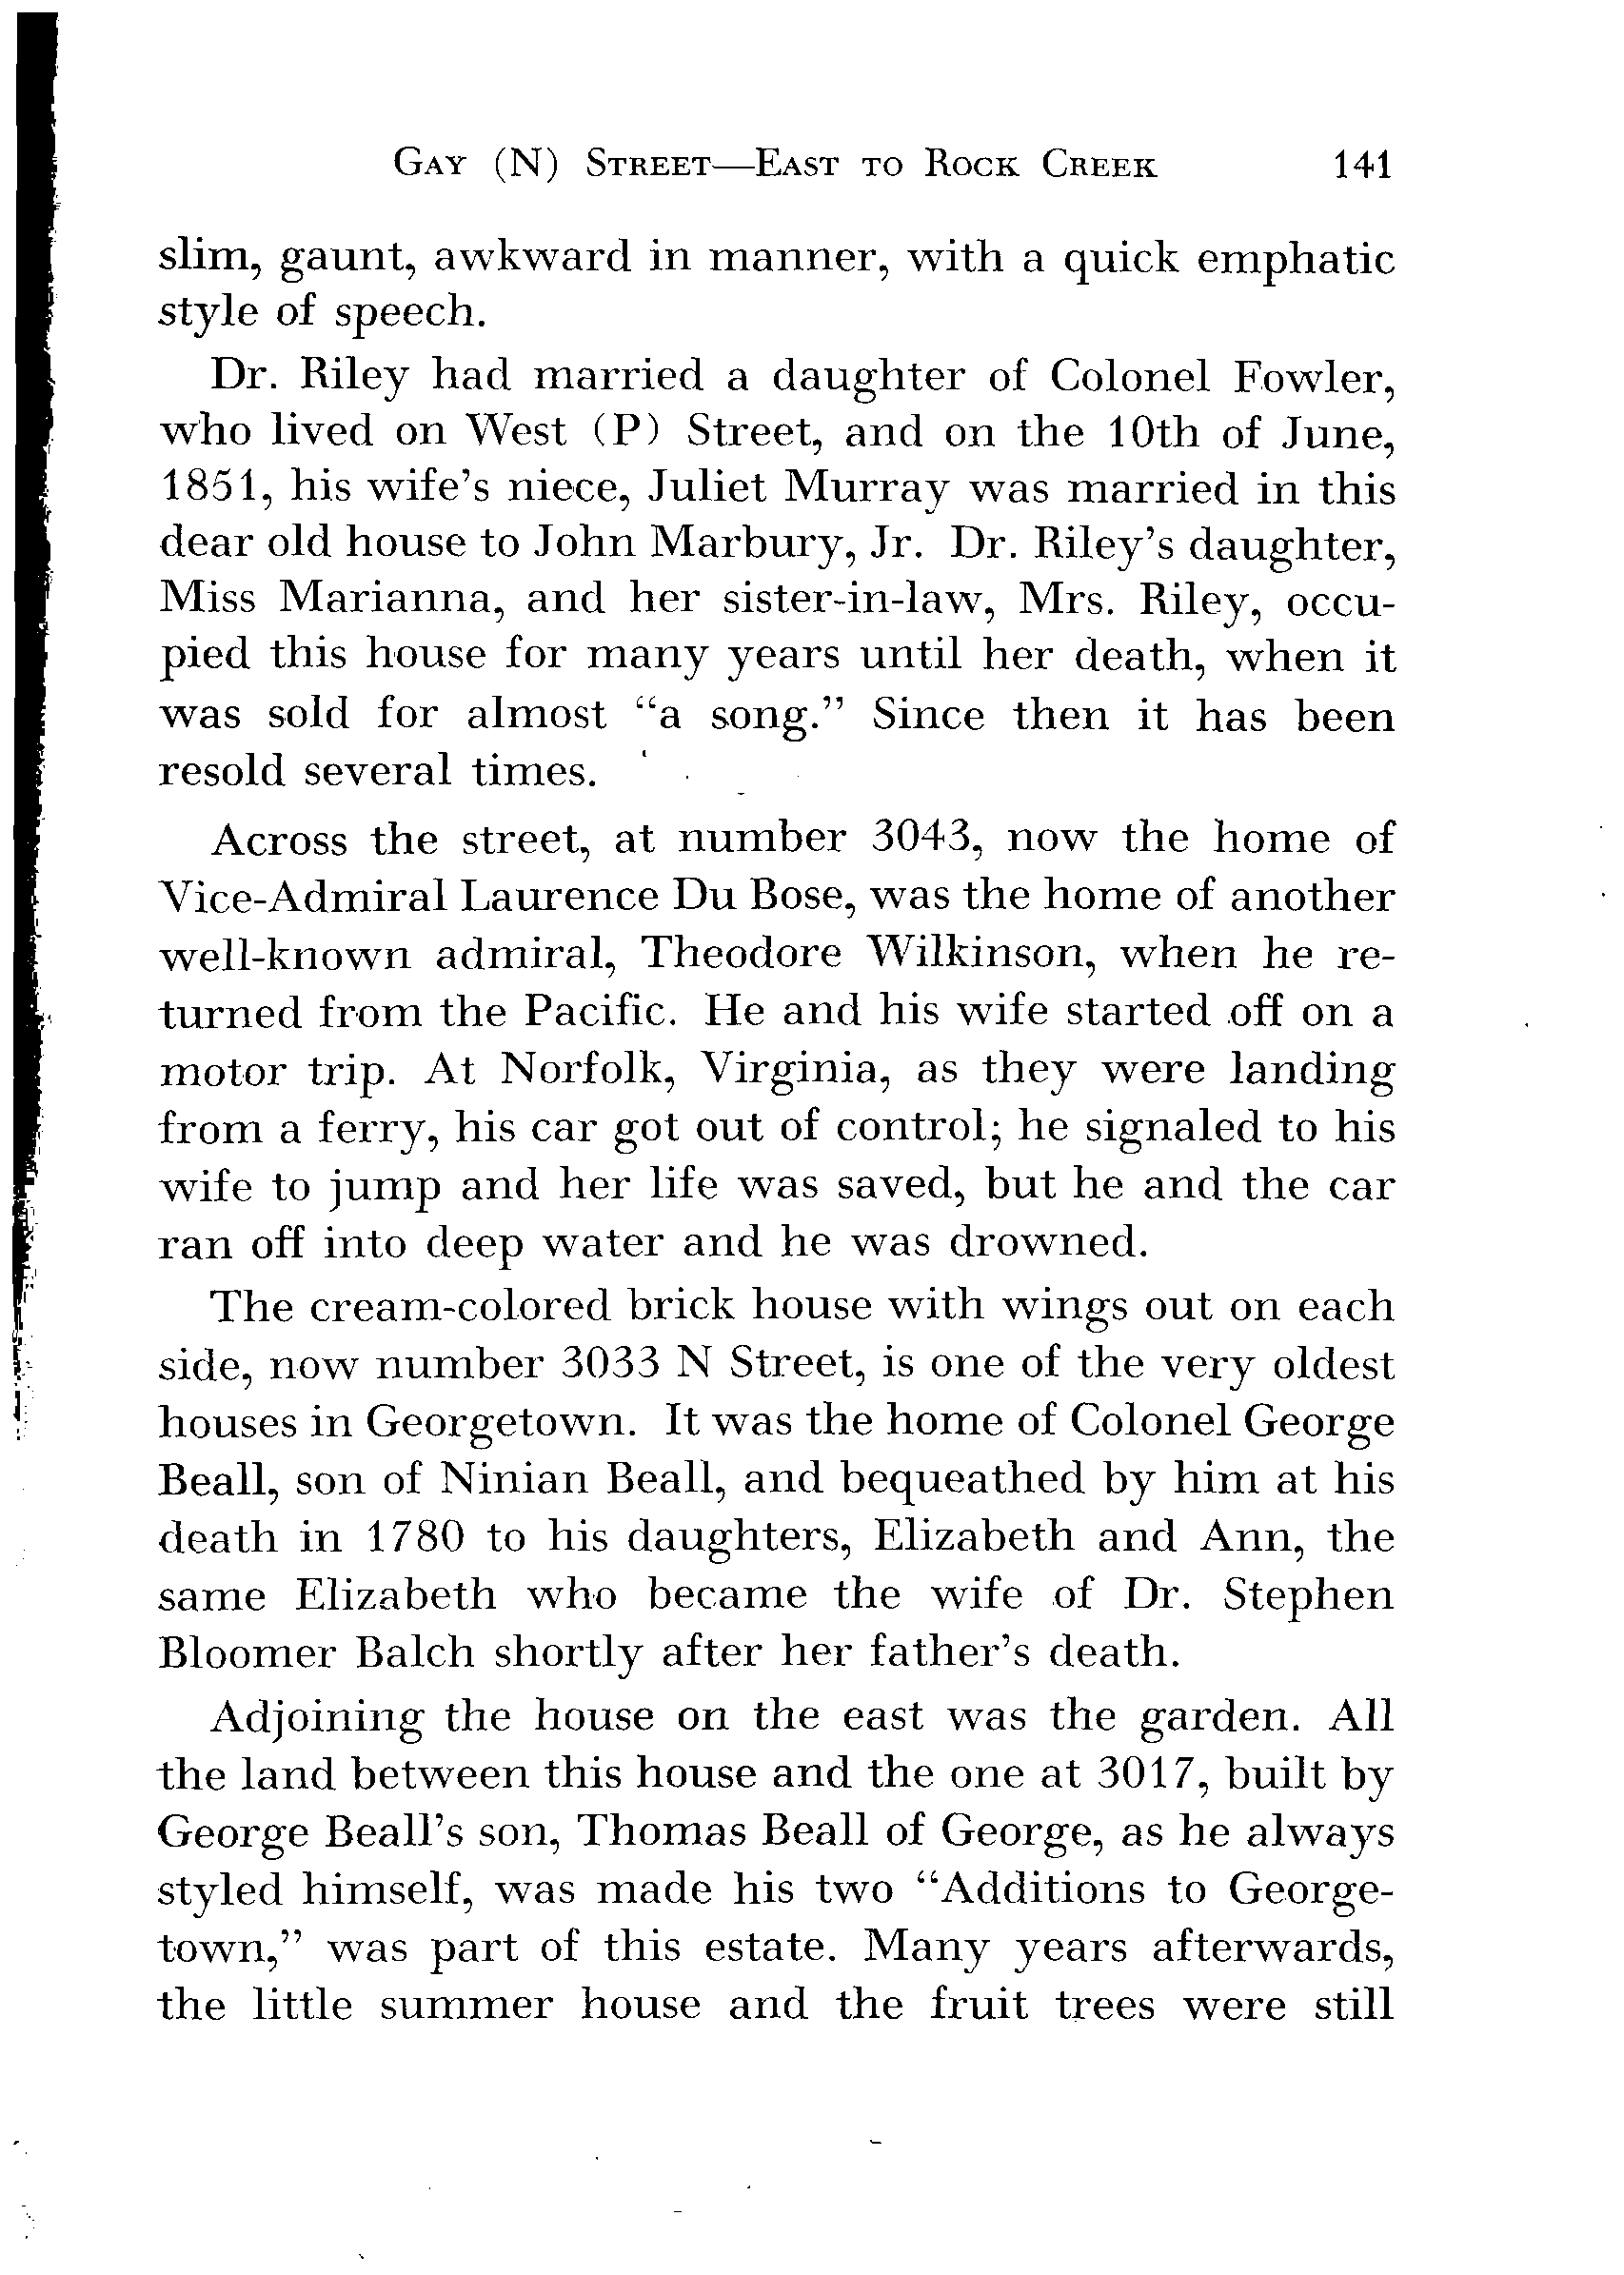 Gay (N) Street—East to Rock Creek 141
slim, gaunt, awkward in manner, with a quick emphatic
style of speech.
Dr. Riley had married a daughter of Colonel Fowler,
who lived on West (P) Street, and on the 10th of June,
1851, his wife's niece, Juliet Murray was married in this
dear old house to John Marbury, Jr. Dr. Riley's daughter,
Miss Marianna, and her sister-in-law, Mrs. Riley, occu-
pied this house for many years until her death, when it
was sold for almost "a song." Since then it has been
resold several times.
Across the street, at number 3043, now the home of
Vice-Admiral Laurence Du Bose, was the home of another
well-known admiral, Theodore Wilkinson, when he re-
turned from the Pacific. He and his wife started off on a
motor trip. At Norfolk, Virginia, as they were landing
from a ferry, his car got out of control; he signaled to his
wife to jump and her life was saved, but he and the car
ran off into deep water and he was drowned.
The cream-colored brick house with wings out on each
side, now number 3033 N Street, is one of the very oldest
houses in Georgetown. It was the home of Colonel George
Beall, son of Ninian Beall, and bequeathed by him at his
death in 1780 to his daughters, Elizabeth and Ann, the
same Elizabeth who became the wife of Dr. Stephen
Bloomer Balch shortly after her father's death.
Adjoining the house on the east was the garden. All
the land between this house and the one at 3017, built by
George Beall's son, Thomas Beall of George, as he always
styled himself, was made his two "Additions to George-
town," was part of this estate. Many years afterwards,
the little summer house and the fruit trees were still